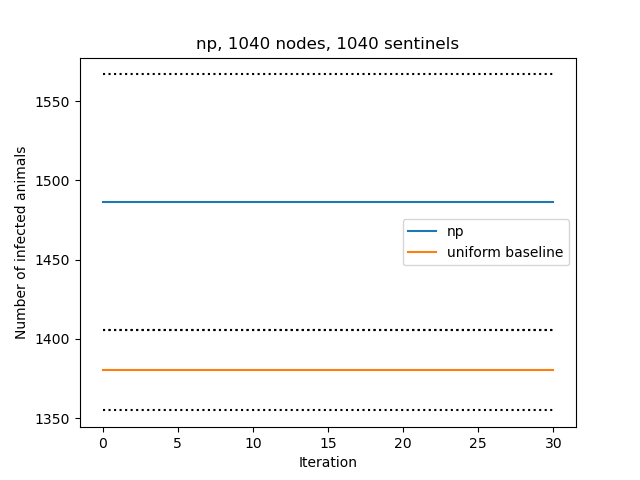 np, 1040 nodes, 1040 sentinels
Number of infected animals
1550
1500
1450
1400
1350
np
uniform baseline
0 5 10 15 20 25 30
Iteration